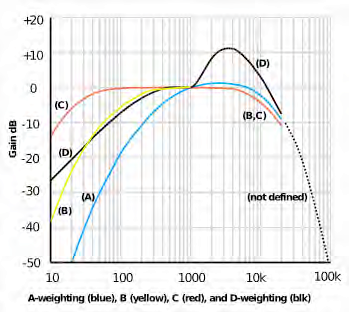 +20
+10
0
-10
-20
-30
-40
-50
Gain dB
(C)
(D)
(B)
(A)
(D)
(B,C)
(not defined)
10 100 1000 10k 100k
A-weighting (blue), B (yellow), C (red), and D-weighting (blk)